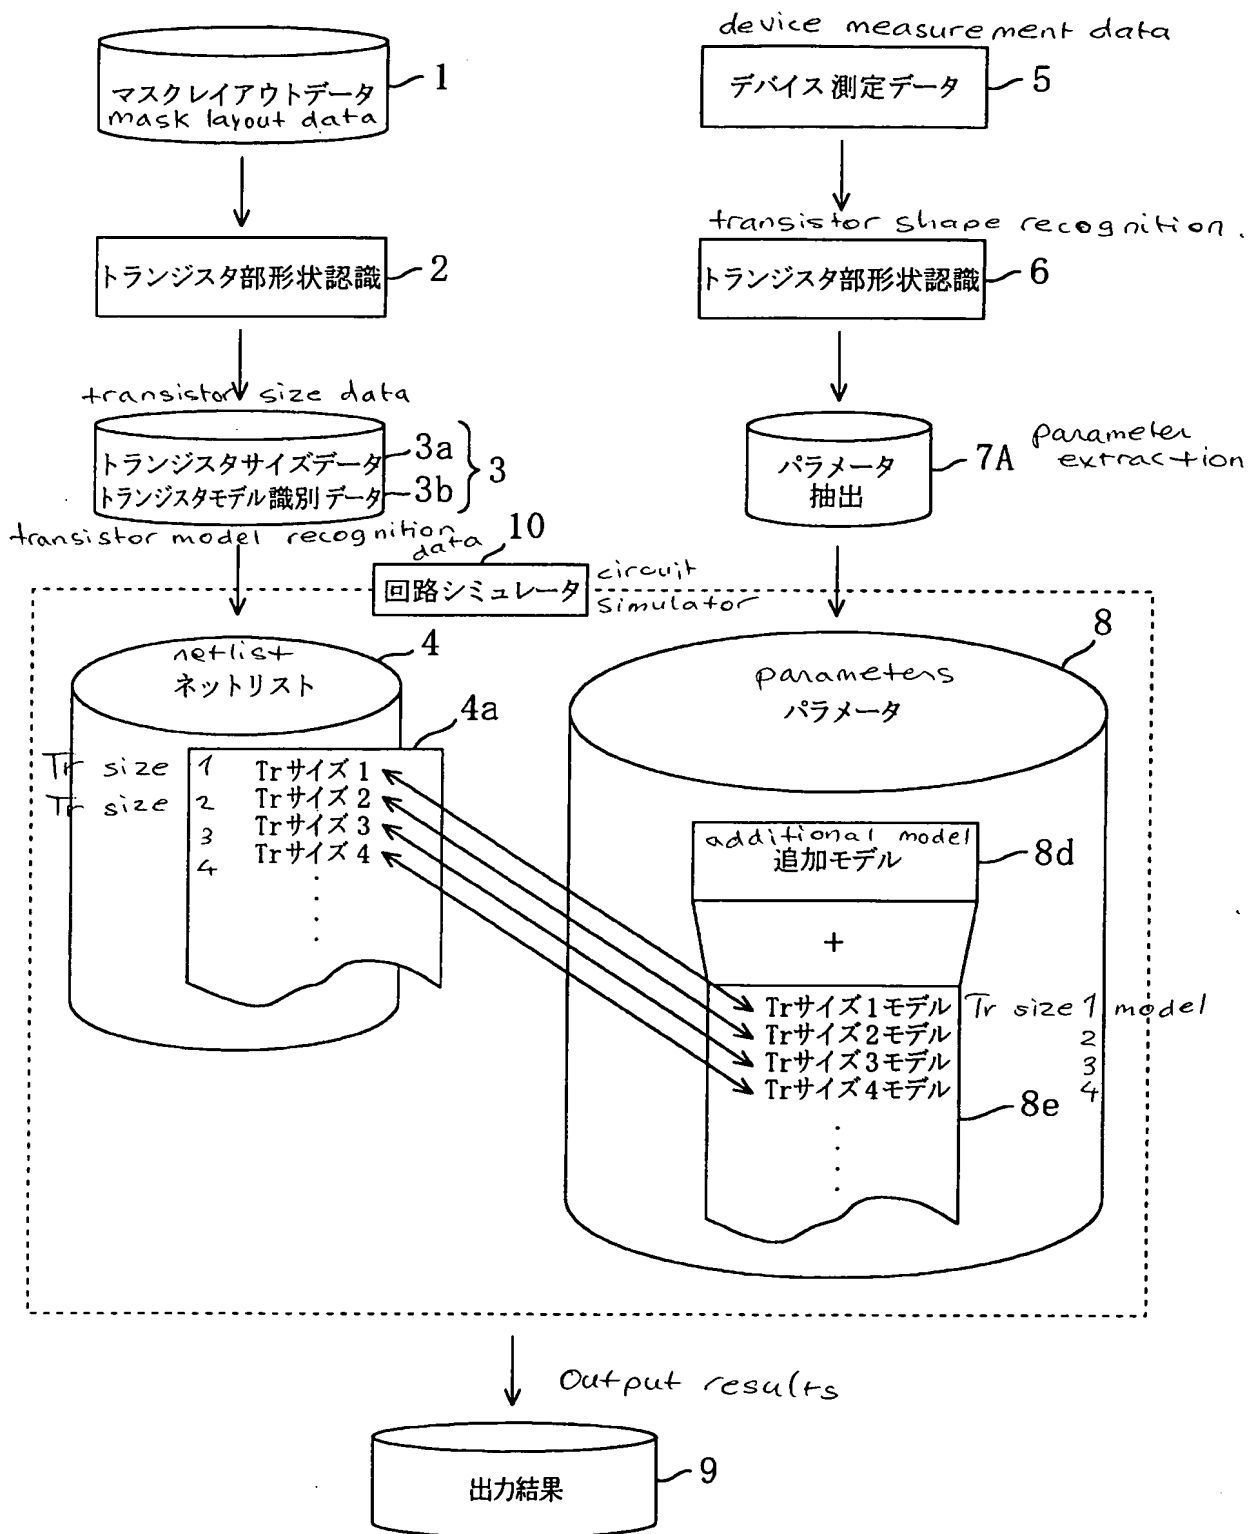 device measurement data
マスクレイアウトデータ
mask layout data
1
デバイス測定データ
5
transistor shape recognition.
トランジスタ部形状認識
2
トランジスタ部形状認識
6
transistor size data
トランジスタサイズデータ
3a
トランジスタモデル識別データ
3b
3
transistor model recognition data
パラメータ
抽出
7A
parameter
extraction
10
回路シミュレータ
circuit
simulator
netlist
ネットリスト
4
parameters
パラメータ
8
4a
Tr size 1 Trサイズ1
Tr size 2 Trサイズ2
3 Trサイズ3
4 Trサイズ4
additional model
追加モデル
8d
+
Trサイズ1モデル Tr size 1 model
Trサイズ2モデル 2
Trサイズ3モデル 3
Trサイズ4モデル 4
8e
Output results
出力結果
9